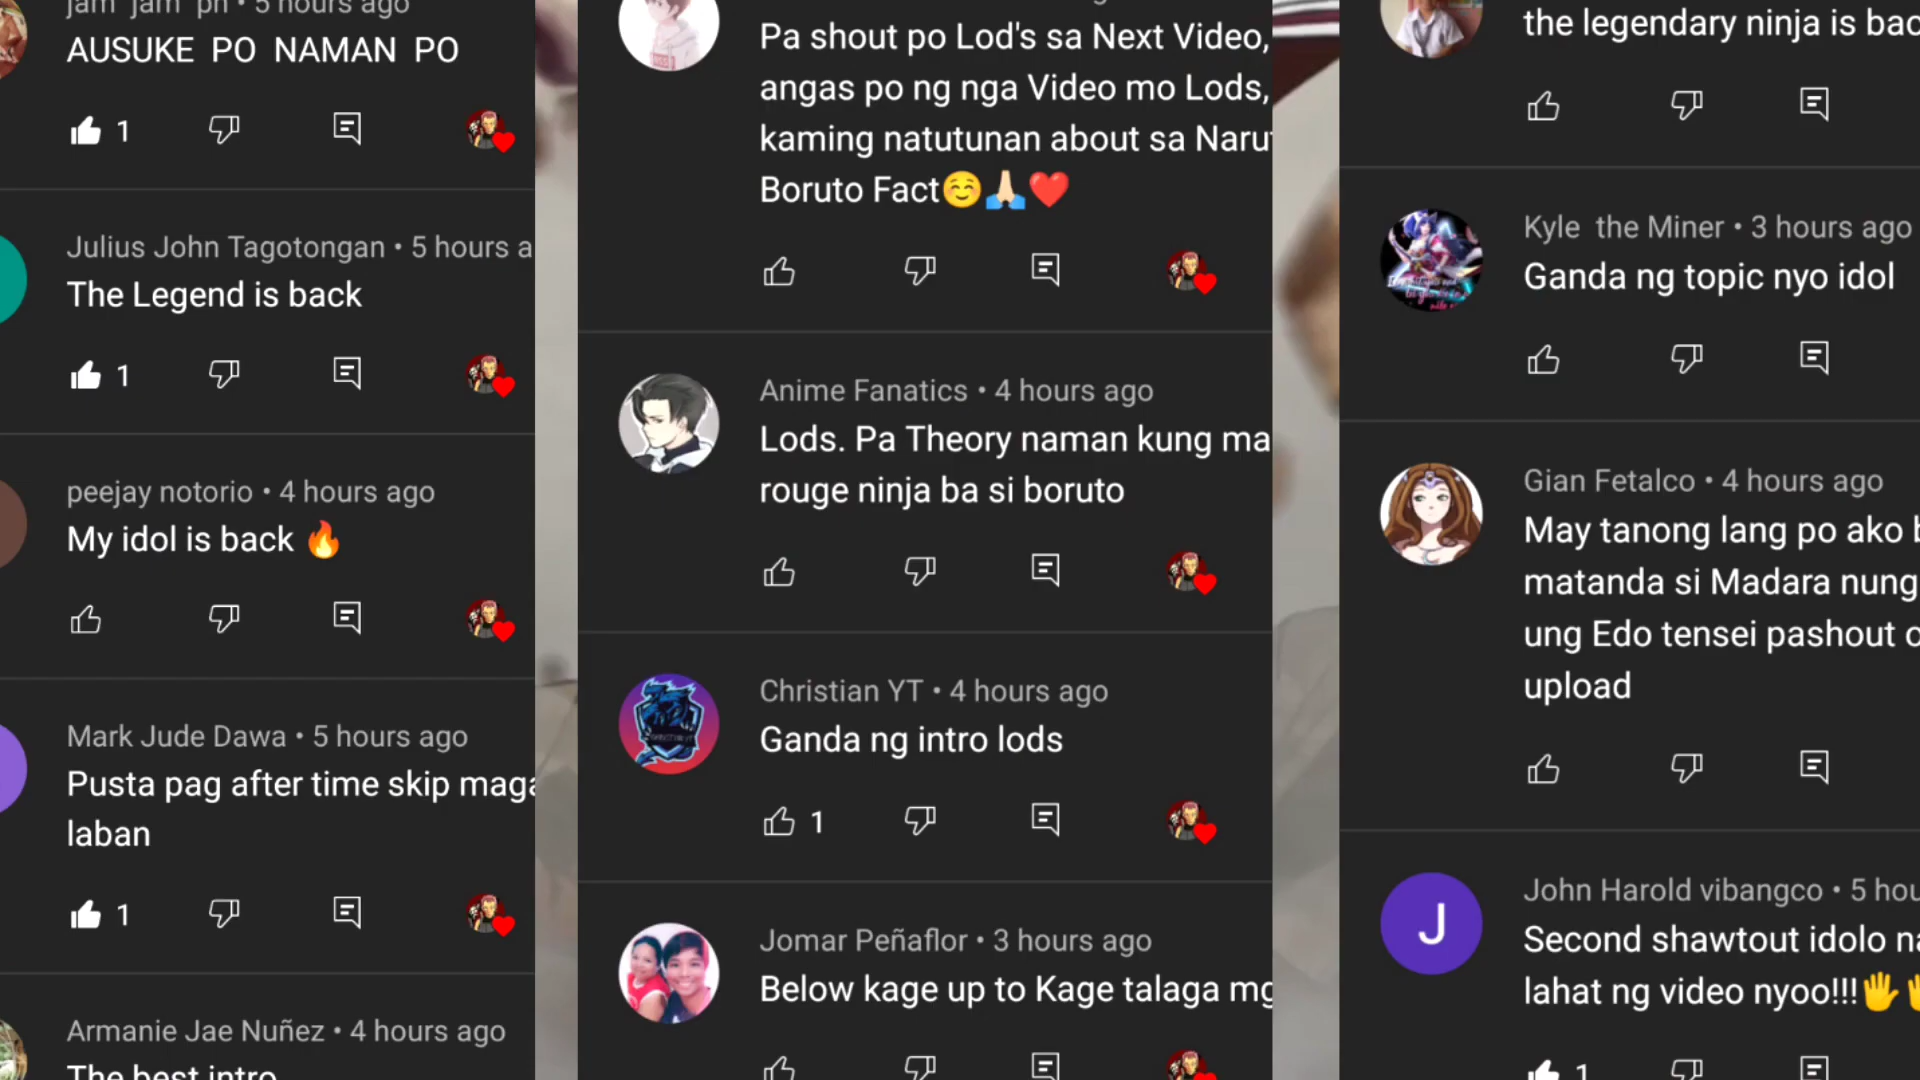 jam jam ph • 5 hours ago
AUSUKE PO NAMAN PO
1
Julius John Tagotongan • 5 hours a
The Legend is back
1
peejay notorio • 4 hours ago
My idol is back 🔥
Mark Jude Dawa • 5 hours ago
Pusta pag after time skip maga
laban
1
Armanie Jae Nuñez • 4 hours ago
The best intro
Pa shout po Lod's sa Next Video,
angas po ng nga Video mo Lods,
kaming natutunan about sa Narut
Boruto Fact☺️🙏🏻❤️
Anime Fanatics • 4 hours ago
Lods. Pa Theory naman kung ma
rouge ninja ba si boruto
Christian YT • 4 hours ago
Ganda ng intro lods
1
Jomar Peñaflor • 3 hours ago
Below kage up to Kage talaga mg
the legendary ninja is bac
Kyle the Miner • 3 hours ago
Ganda ng topic nyo idol
Gian Fetalco • 4 hours ago
May tanong lang po ako b
matanda si Madara nung
ung Edo tensei pashout o
upload
J
John Harold vibangco • 5 hou
Second shawtout idolo na
lahat ng video nyoo!!!🖐🖐
1